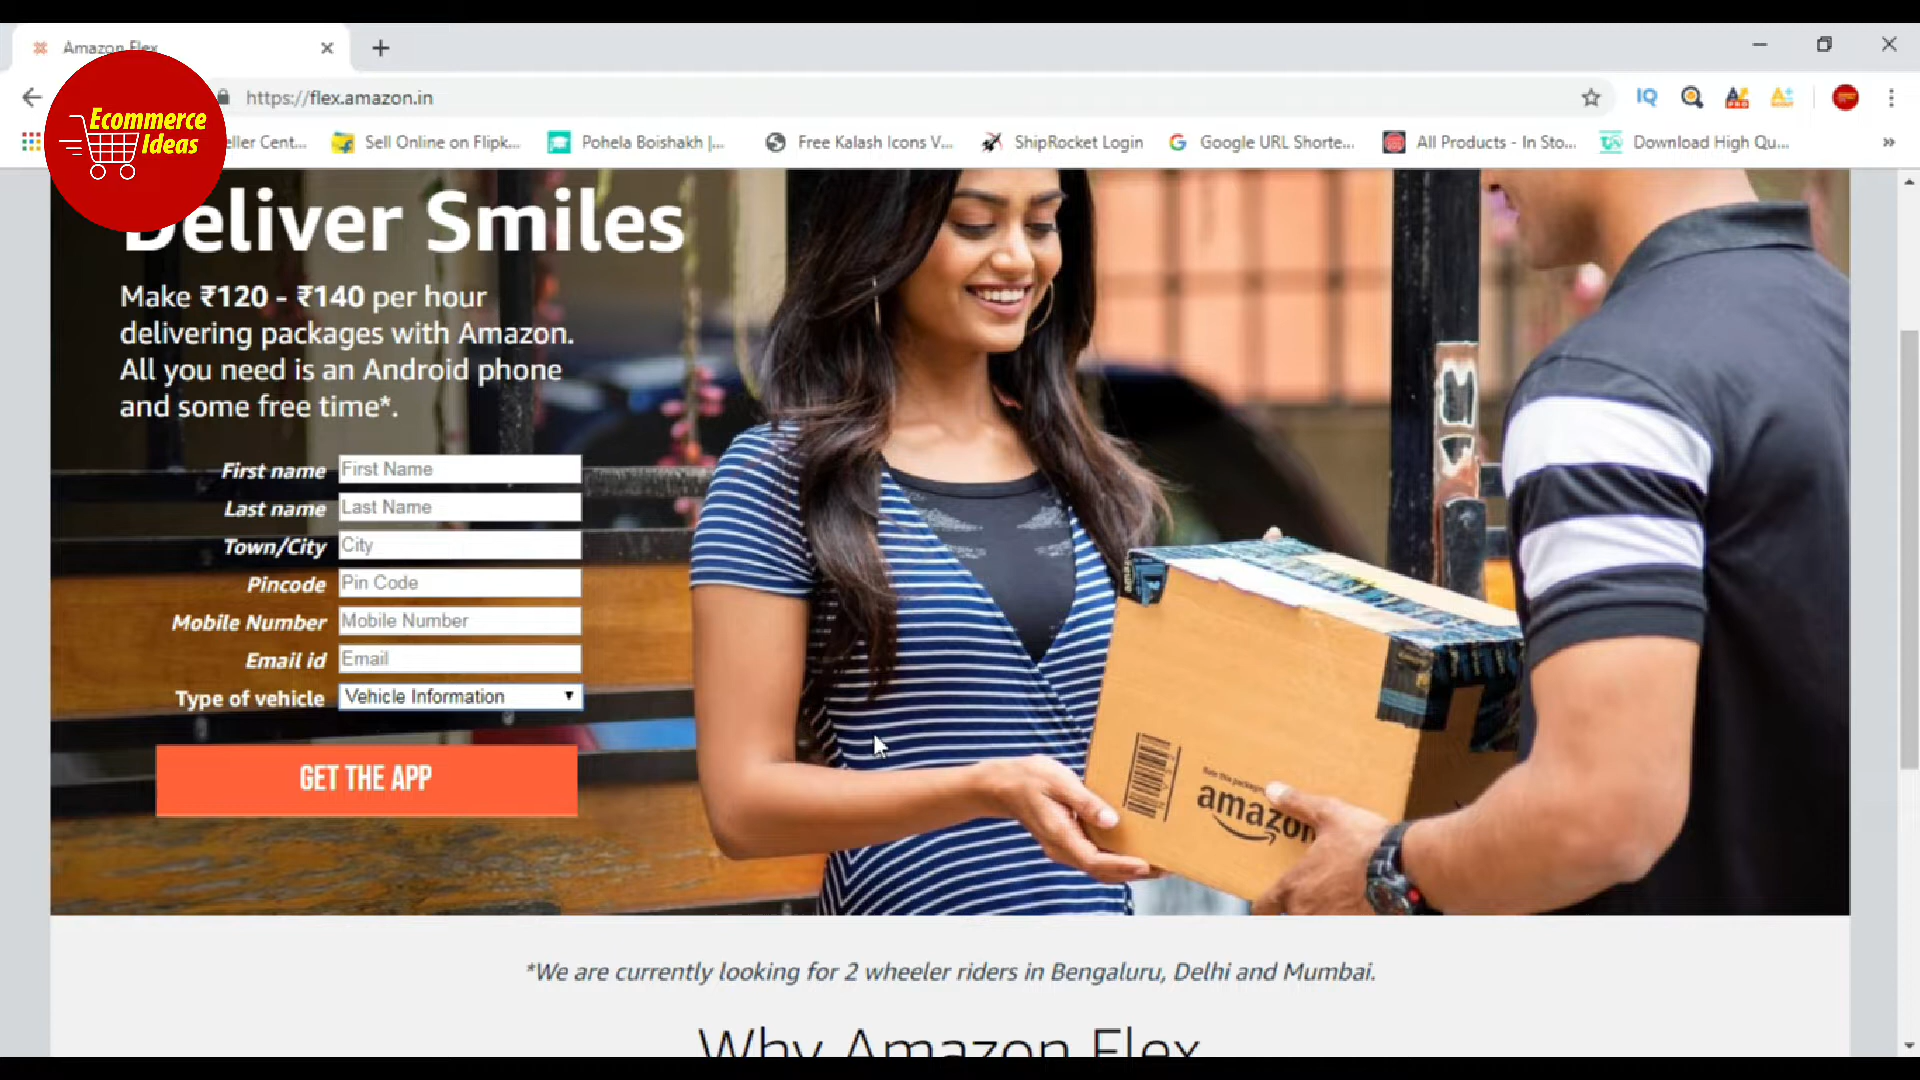 Amazon Flex
Ecommerce
Ideas
https://flex.amazon.in
eller Cent...
Sell Online on Flipk...
Pohela Boishakh |...
Free Kalash Icons V...
ShipRocket Login
Google URL Shorte...
All Products - In Sto...
Download High Qu...
Deliver Smiles
Make ₹120 - ₹140 per hour
delivering packages with Amazon.
All you need is an Android phone
and some free time*.
First name First Name
Last name Last Name
Town/City City
Pincode Pin Code
Mobile Number Mobile Number
Email id Email
Type of vehicle Vehicle Information
GET THE APP
amazon
*We are currently looking for 2 wheeler riders in Bengaluru, Delhi and Mumbai.
Why Amazon Flex